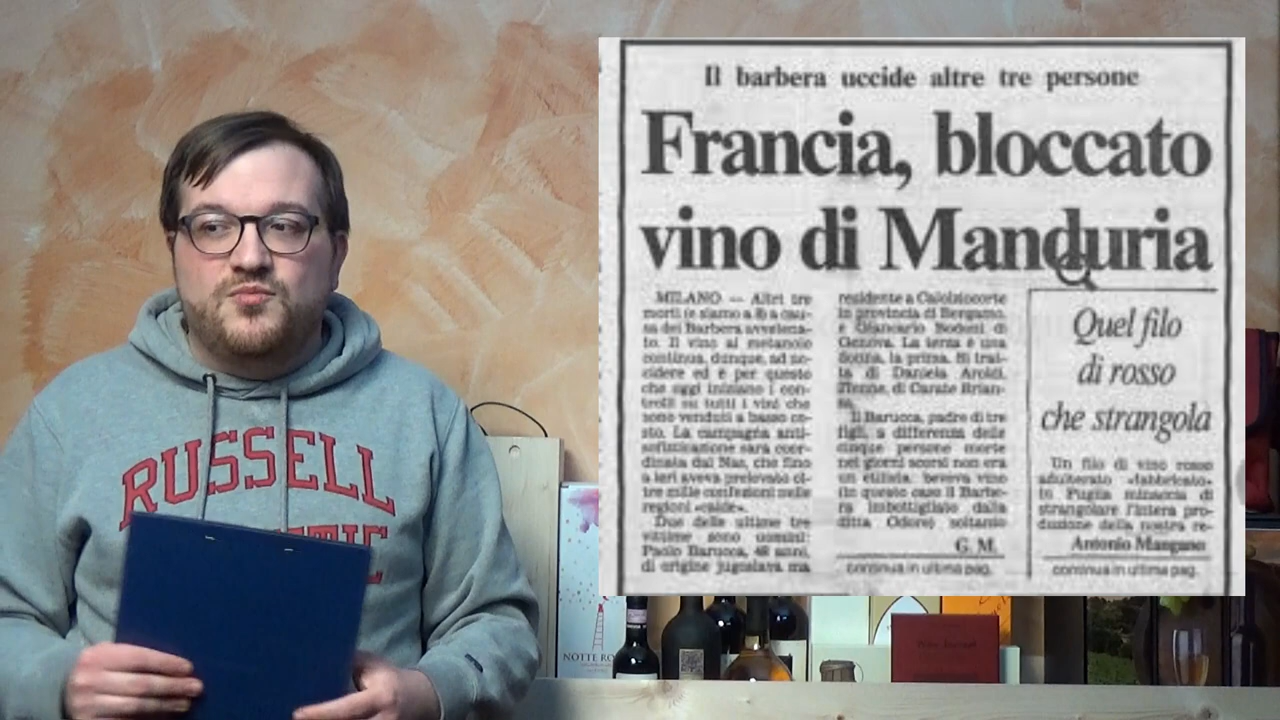 Il barbera uccide altre tre persone
Francia, bloccato
vino di Manduria
MILANO — Altri tre
morti (e siamo a 8) a cau-
sa del Barbera avvelena-
to. Il vino al metanolo
continua, dunque, ad uc-
cidere ed è per questo
che oggi iniziano i con-
trolli su tutti i vini che
sono venduti a basso co-
sto. La campagna anti-
sofisticazione sarà coor-
dinata dai Nas, che fino
a ieri aveva prelevato ol-
tre mille confezioni nelle
regioni «calde».
Due delle ultime tre
vittime sono uomini:
Paolo Barucca, 48 anni,
di origine jugoslava ma
residente a Calolziocorte
in provincia di Bergamo,
e Giancarlo Bodoni di
Genova. La terza è una
donna, la prima. Si trat-
ta di Daniela Aroldi,
di Carate Brian-
za.
Il Barucca, padre di tre
figli, a differenza delle
cinque persone morte
nei giorni scorsi non era
un etilista, beveva vino
(in questo caso il Barbe-
ra imbottigliato dalla
ditta Odore) soltanto
G. M.
continua in ultima pag.
Quel filo
di rosso
che strangola
Un filo di vino rosso
adulterato «fabbricato»
in Puglia minaccia di
strangolare l'intera pro-
duzione della nostra re-
Antonio Mangano
continua in ultima pag.
RUSSELL
NOTTE RO